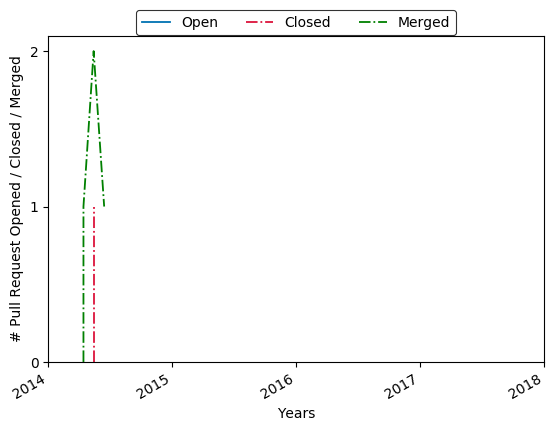 Open Closed Merged
# Pull Request Opened / Closed / Merged
2
1
0
2014 2015 2016 2017 2018
Years